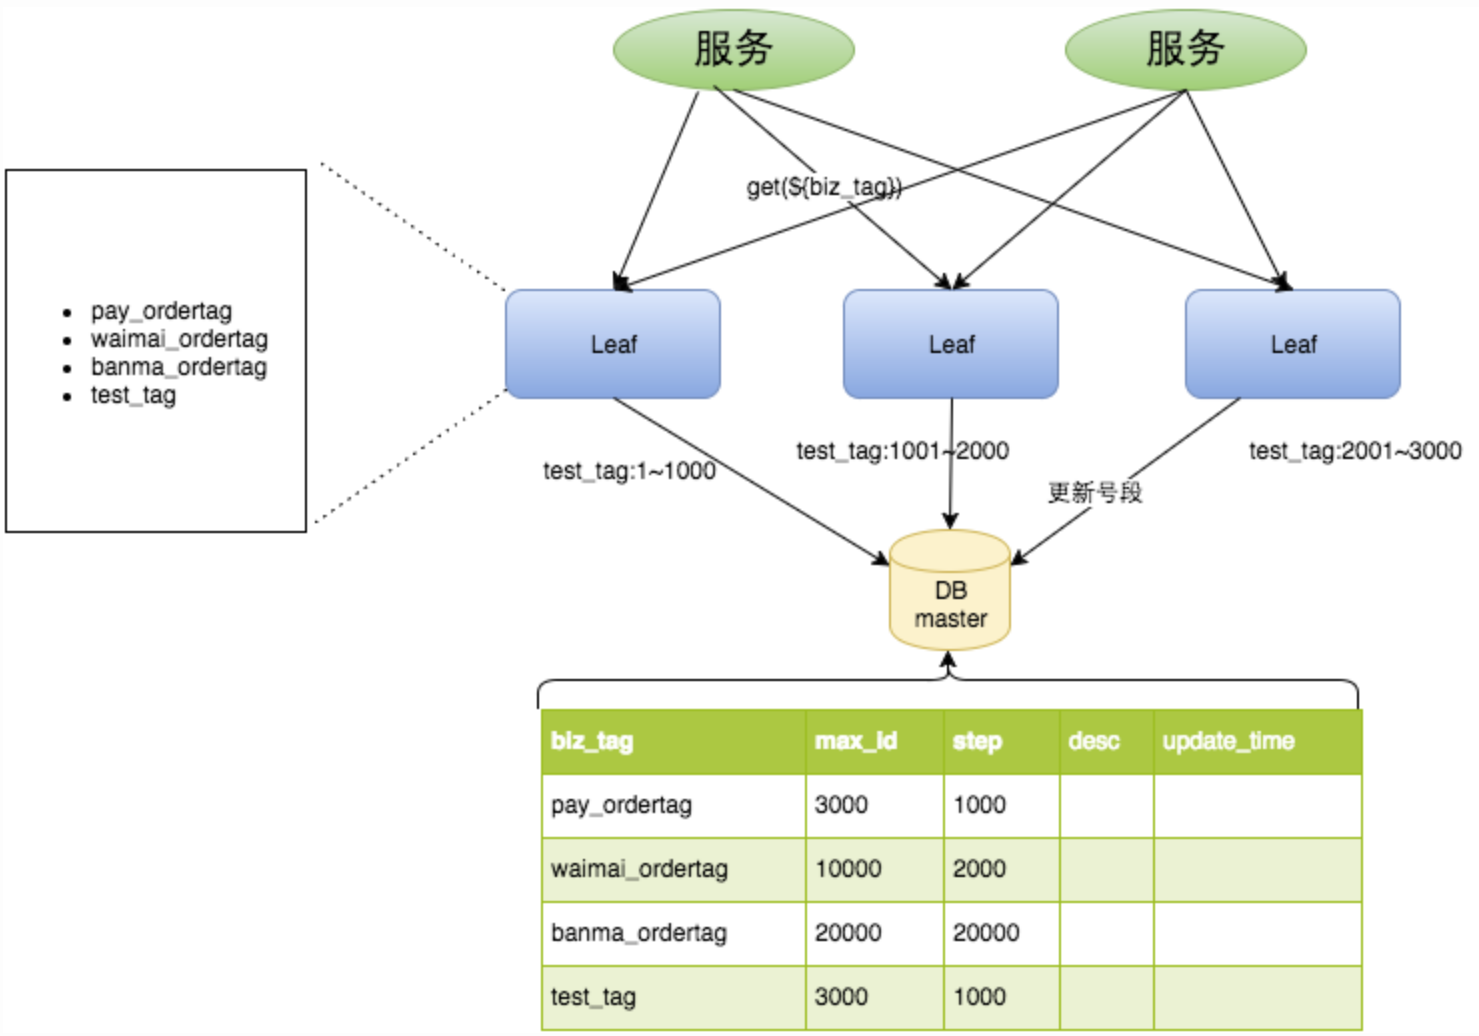 服务
服务
get(${biz_tag})
• pay_ordertag
• waimai_ordertag
• banma_ordertag
• test_tag
Leaf
Leaf
Leaf
test_tag:1~1000
test_tag:1001~2000
test_tag:2001~3000
更新号段
DB
master
biz_tag max_id step desc update_time
pay_ordertag 3000 1000
waimai_ordertag 10000 2000
banma_ordertag 20000 20000
test_tag 3000 1000